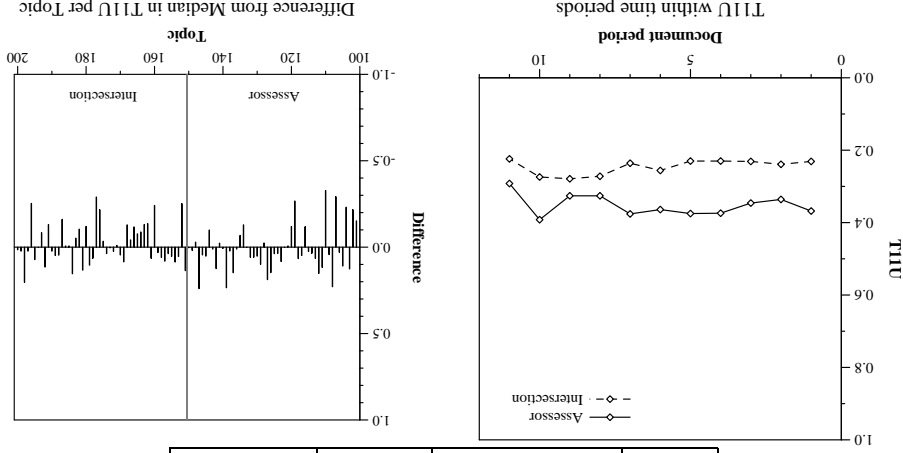 T11U
1.0
0.8
0.6
0.4
0.2
0.0
Assessor
Intersection
0 5 10
Document period
T11U within time periods
Difference
1.0
0.5
0.0
-0.5
-1.0
Assessor Intersection
100 120 140 160 180 200
Topic
Difference from Median in T11U per Topic